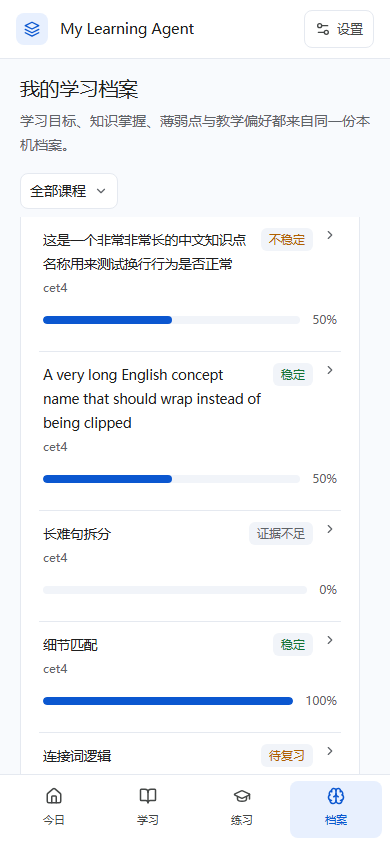 My Learning Agent
设置
我的学习档案
学习目标、知识掌握、薄弱点与教学偏好都来自同一份本
机档案。
全部课程
这是一个非常非常长的中文知识点
名称用来测试换行行为是否正常
不稳定
cet4
50%
A very long English concept
name that should wrap instead of
being clipped
稳定
cet4
50%
长难句拆分
证据不足
cet4
0%
细节匹配
稳定
cet4
100%
连接词逻辑
待复习
今日
学习
练习
档案